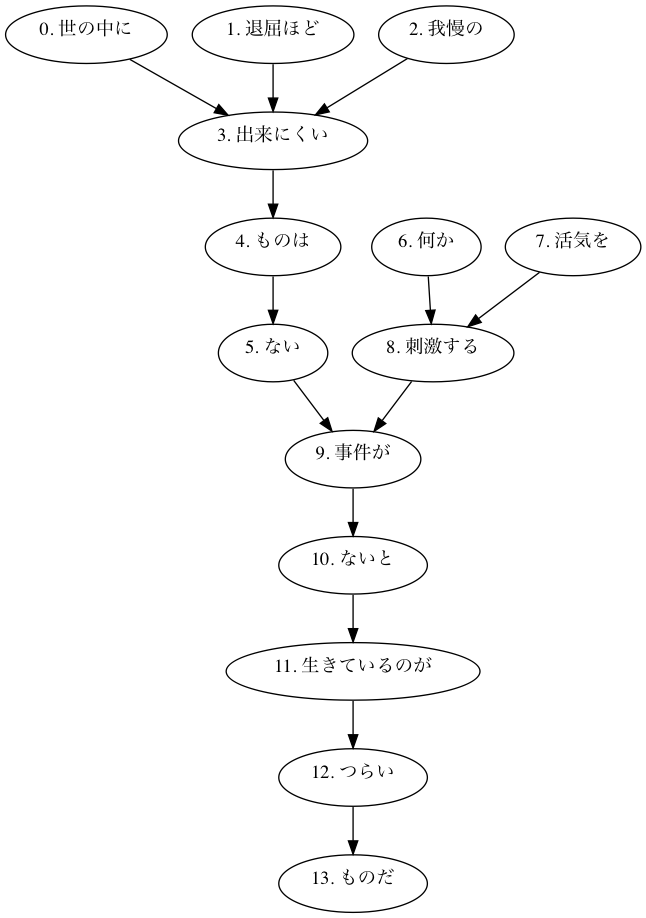 0. 世の中に
1. 退屈ほど
2. 我慢の
3. 出来にくい
4. ものは
6. 何か
7. 活気を
5. ない
8. 刺激する
9. 事件が
10. ないと
11. 生きているのが
12. つらい
13. ものだ